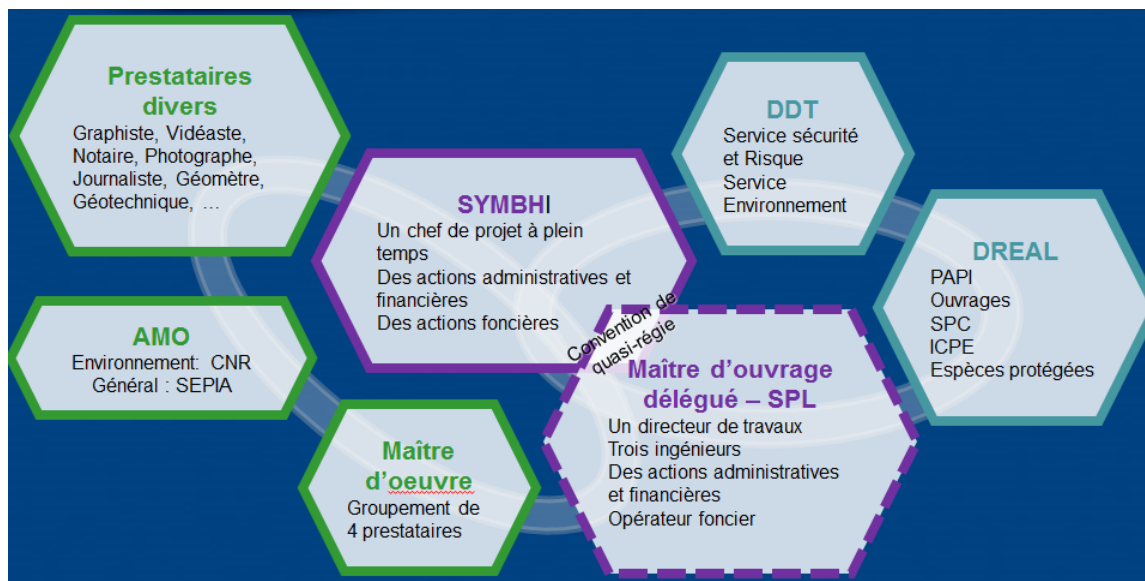 Prestataires
divers
Graphiste, Vidéaste,
Notaire, Photographe,
Journaliste, Géomètre,
Géotechnique, …
SYMBHI
Un chef de projet à plein
temps
Des actions administratives et
financières
Des actions foncières
DDT
Service sécurité
et Risque
Service
Environnement
DREAL
PAPI
Ouvrages
SPC
ICPE
Espèces protégées
AMO
Environnement: CNR
Général : SEPIA
Convention de
quasi-régie
Maître d’ouvrage
délégué – SPL
Un directeur de travaux
Trois ingénieurs
Des actions administratives
et financières
Opérateur foncier
Maître
d’oeuvre
Groupement de
4 prestataires